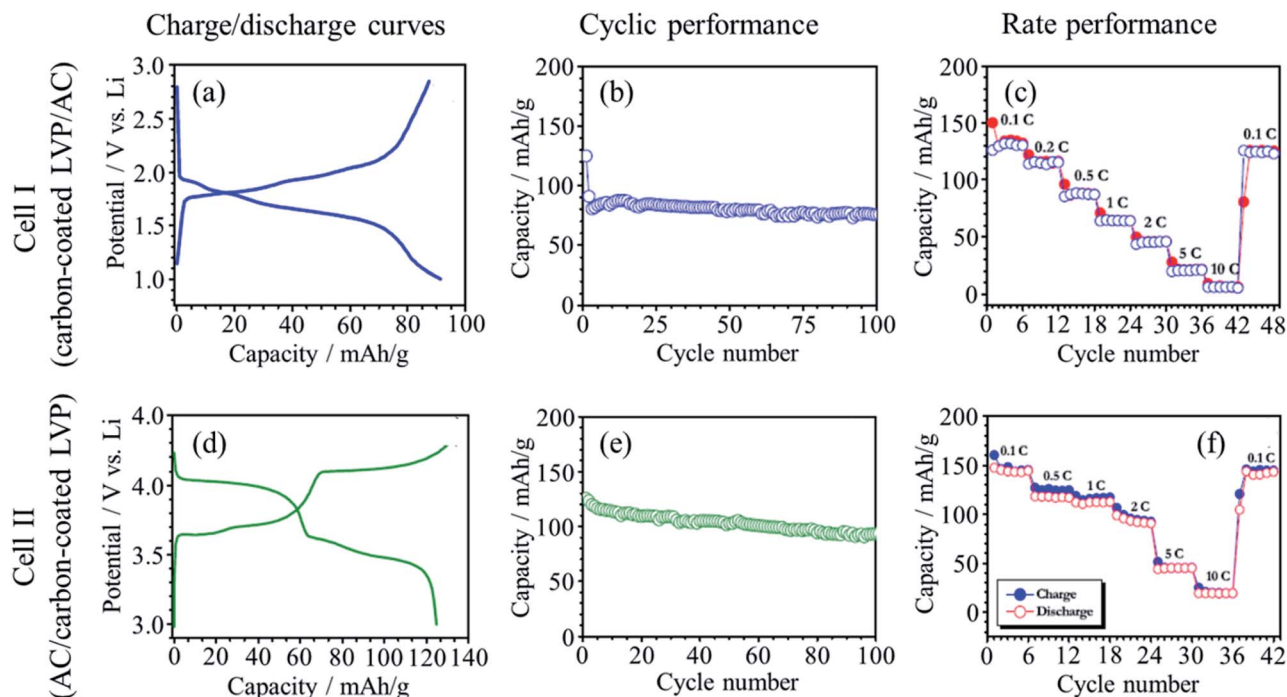 Charge/discharge curves
Cyclic performance
Rate performance
Cell I
(carbon-coated LVP/AC)
Potential / V vs. Li
3.0
2.5
2.0
1.5
1.0
(a)
0 20 40 60 80 100
Capacity / mAh/g
Capacity / mAh/g
200
150
100
50
0
(b)
0 25 50 75 100
Cycle number
Capacity / mAh/g
200
150
100
50
0
(c)
0.1 C
0.2 C
0.5 C
1 C
2 C
5 C
10 C
0.1 C
0 6 12 18 24 30 36 42 48
Cycle number
Cell II
(AC/carbon-coated LVP)
Potential / V vs. Li
4.0
4.0
3.5
3.0
(d)
0 20 40 60 80 100 120 140
Capacity / mAh/g
Capacity / mAh/g
200
150
100
50
0
(e)
0 25 50 75 100
Cycle number
Capacity / mAh/g
200
150
100
50
0
(f)
0.1 C
0.5 C
1 C
2 C
5 C
10 C
0.1 C
Charge
Discharge
0 6 12 18 24 30 36 42
Cycle number